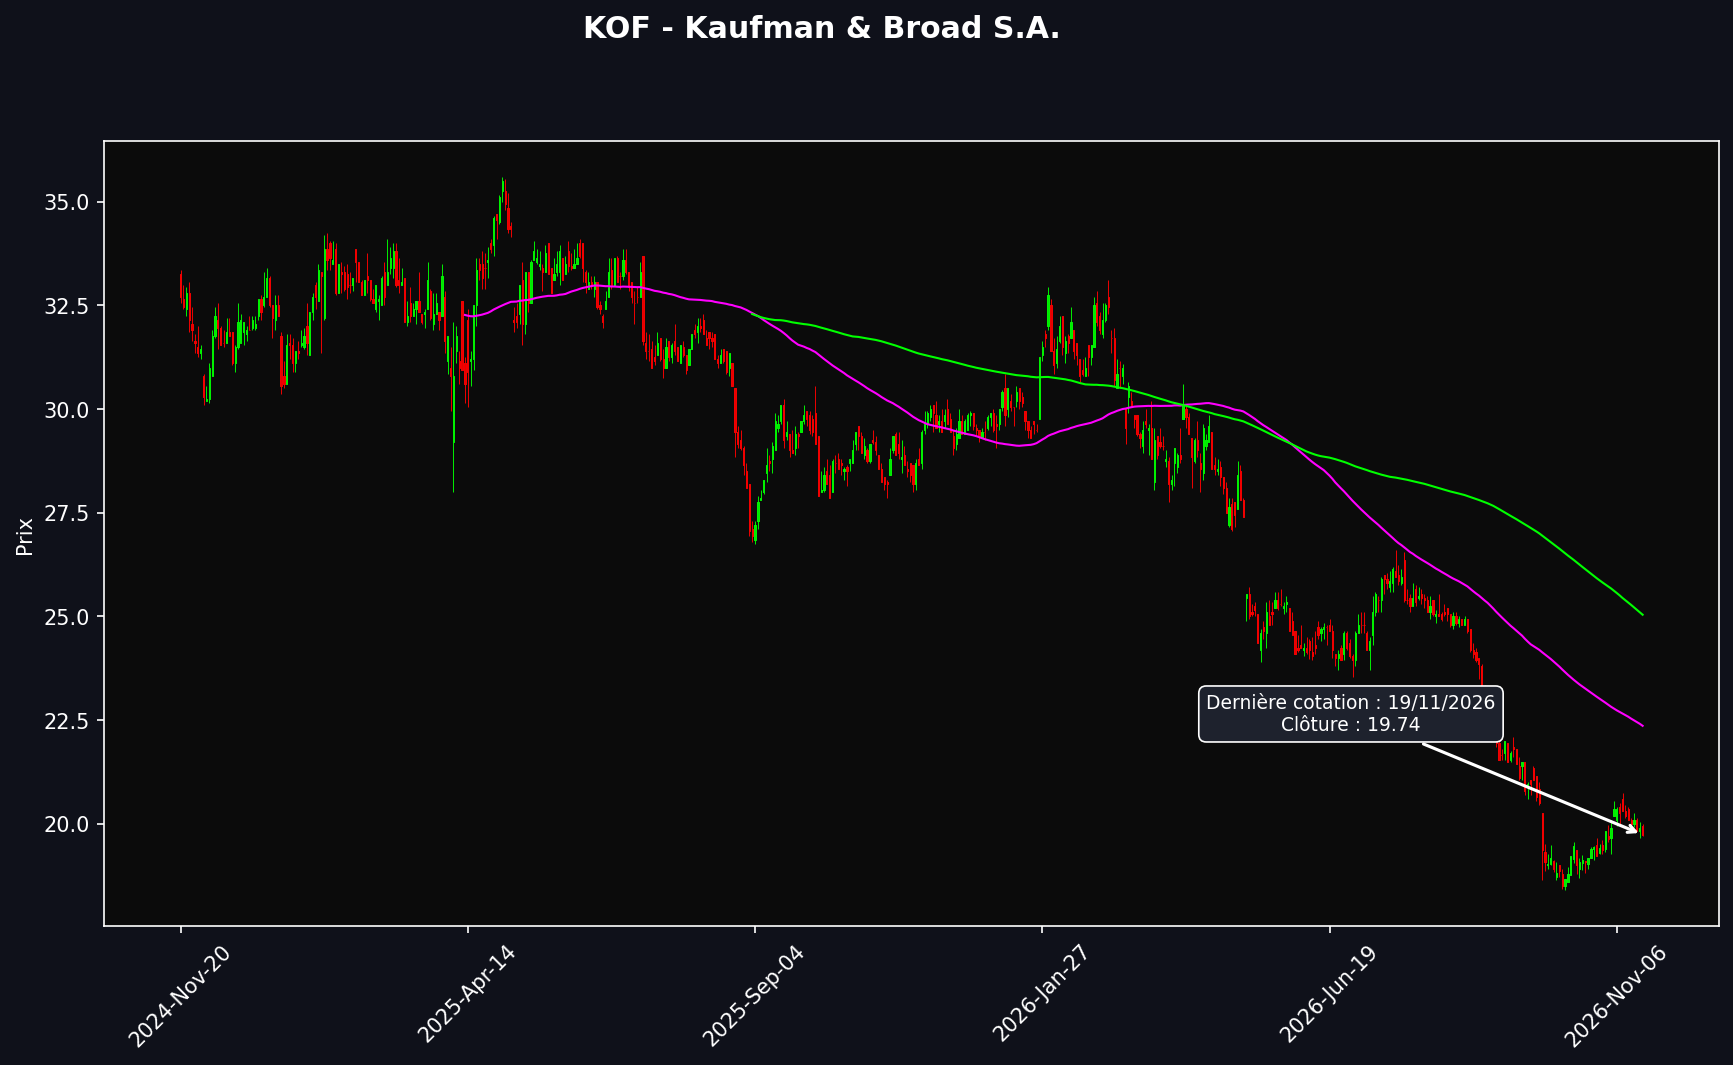 KOF - Kaufman & Broad S.A.
Prix
35.0
32.5
30.0
27.5
25.0
22.5
20.0
Dernière cotation : 19/11/2026
Clôture : 19.74
2024-Nov-20
2025-Apr-14
2025-Sep-04
2026-Jan-27
2026-Jun-19
2026-Nov-06